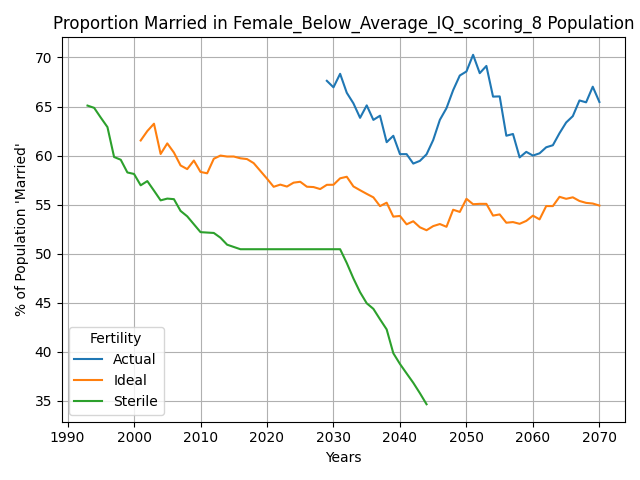 Proportion Married in Female_Below_Average_IQ_scoring_8 Population
% of Population 'Married'
70
65
60
55
50
45
40
35
Fertility
Actual
Ideal
Sterile
1990 2000 2010 2020 2030 2040 2050 2060 2070
Years